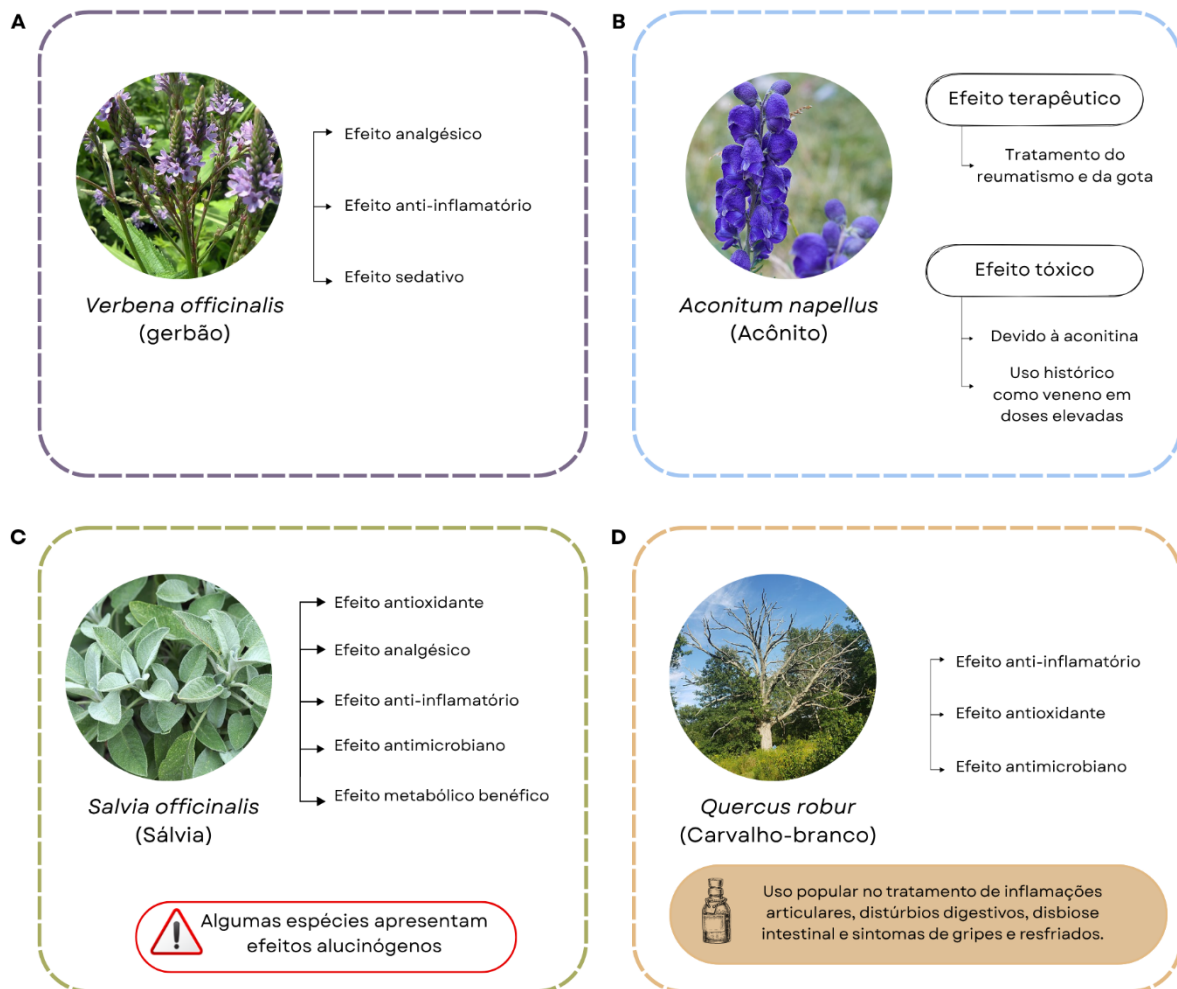 A
Efeito analgésico
Efeito anti-inflamatório
Efeito sedativo
Verbena officinalis
(gerbão)
B
Efeito terapêutico
Tratamento do
reumatismo e da gota
Efeito tóxico
Devido à aconitina
Uso histórico
como veneno em
doses elevadas
Aconitum napellus
(Acônito)
C
Efeito antioxidante
Efeito analgésico
Efeito anti-inflamatório
Efeito antimicrobiano
Efeito metabólico benéfico
Salvia officinalis
(Sálvia)
Algumas espécies apresentam
efeitos alucinógenos
D
Efeito anti-inflamatório
Efeito antioxidante
Efeito antimicrobiano
Quercus robur
(Carvalho-branco)
Uso popular no tratamento de inflamações
articulares, distúrbios digestivos, disbiose
intestinal e sintomas de gripes e resfriados.